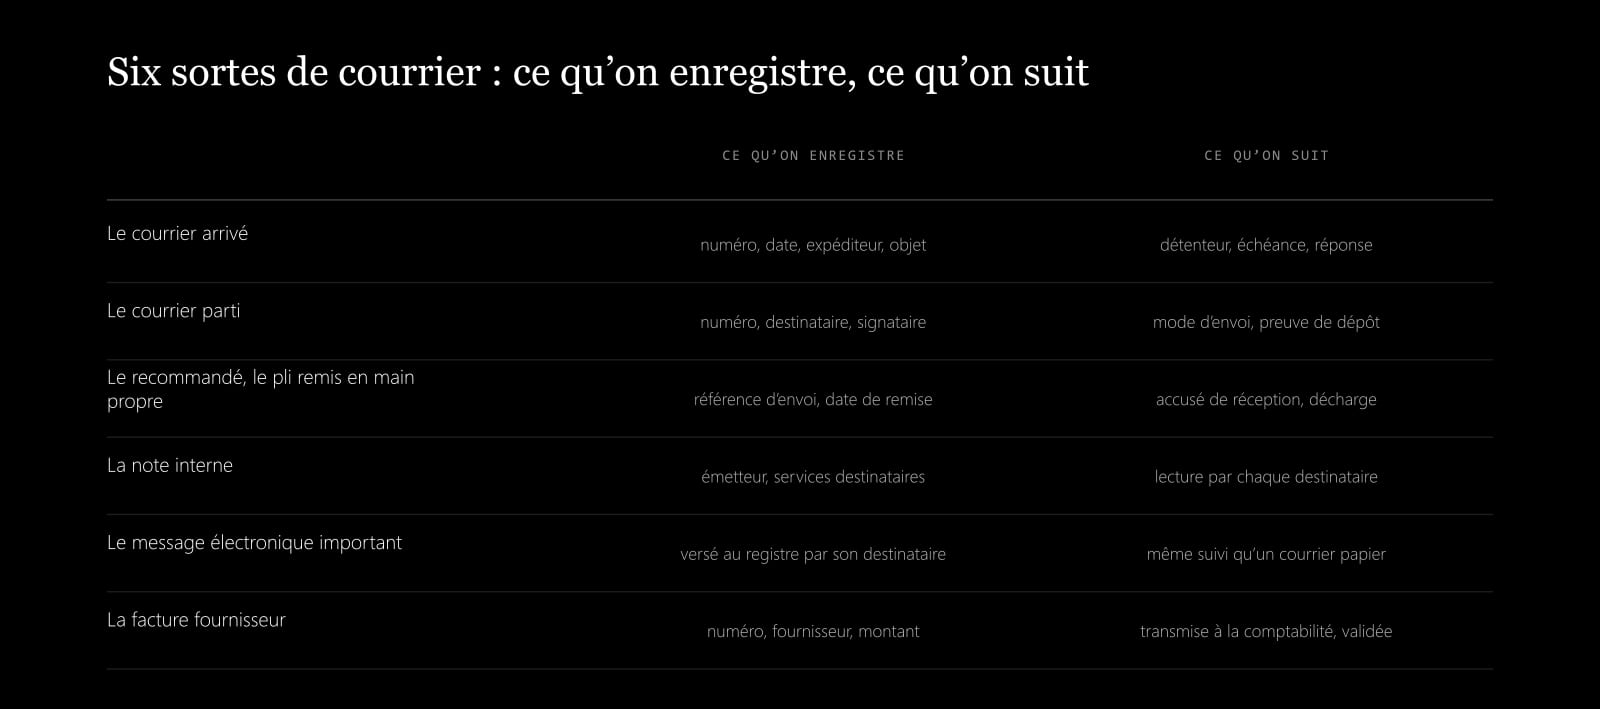 Six sortes de courrier : ce qu’on enregistre, ce qu’on suit
CE QU’ON ENREGISTRE
CE QU’ON SUIT
Le courrier arrivé
numéro, date, expéditeur, objet
détenteur, échéance, réponse
Le courrier parti
numéro, destinataire, signataire
mode d’envoi, preuve de dépôt
Le recommandé, le pli remis en main
propre
référence d’envoi, date de remise
accusé de réception, décharge
La note interne
émetteur, services destinataires
lecture par chaque destinataire
Le message électronique important
versé au registre par son destinataire
même suivi qu’un courrier papier
La facture fournisseur
numéro, fournisseur, montant
transmise à la comptabilité, validée